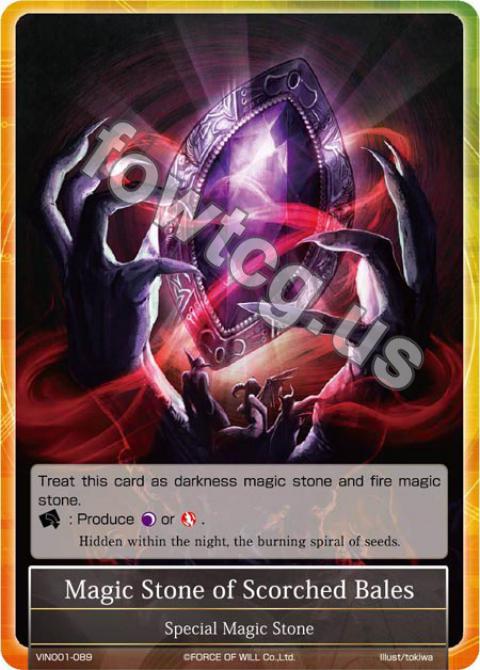 fowtcg.us
Treat this card as darkness magic stone and fire magic
stone.
: Produce or .
Hidden within the night, the burning spiral of seeds.
Magic Stone of Scorched Bales
Special Magic Stone
VIN001-089 ©FORCE OF WILL Co.,Ltd. Illust/tokiwa